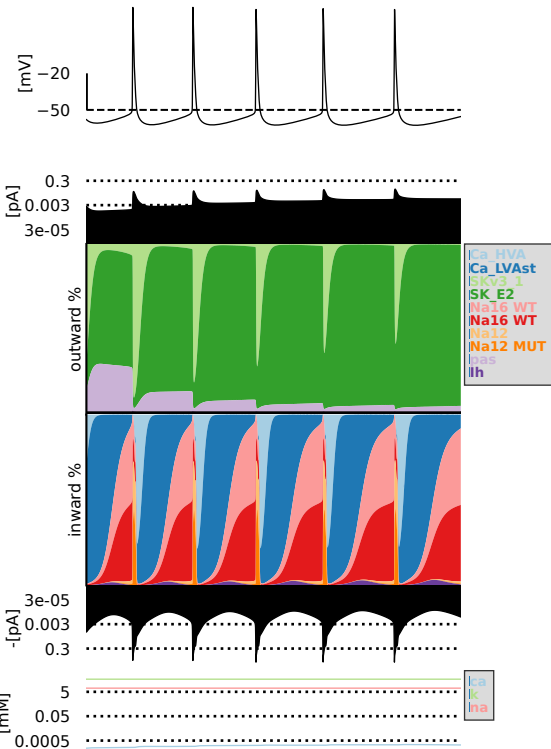 [mV]
−20
−50
[pA]
0.3
0.003
3e-05
outward %
Ca_HVA
Ca_LVAst
SKv3_1
SK_E2
Na16 WT
Na16 WT
Na12
Na12 MUT
pas
Ih
inward %
-[pA]
3e-05
0.003
0.3
[mM]
5
0.05
0.0005
ca
k
na